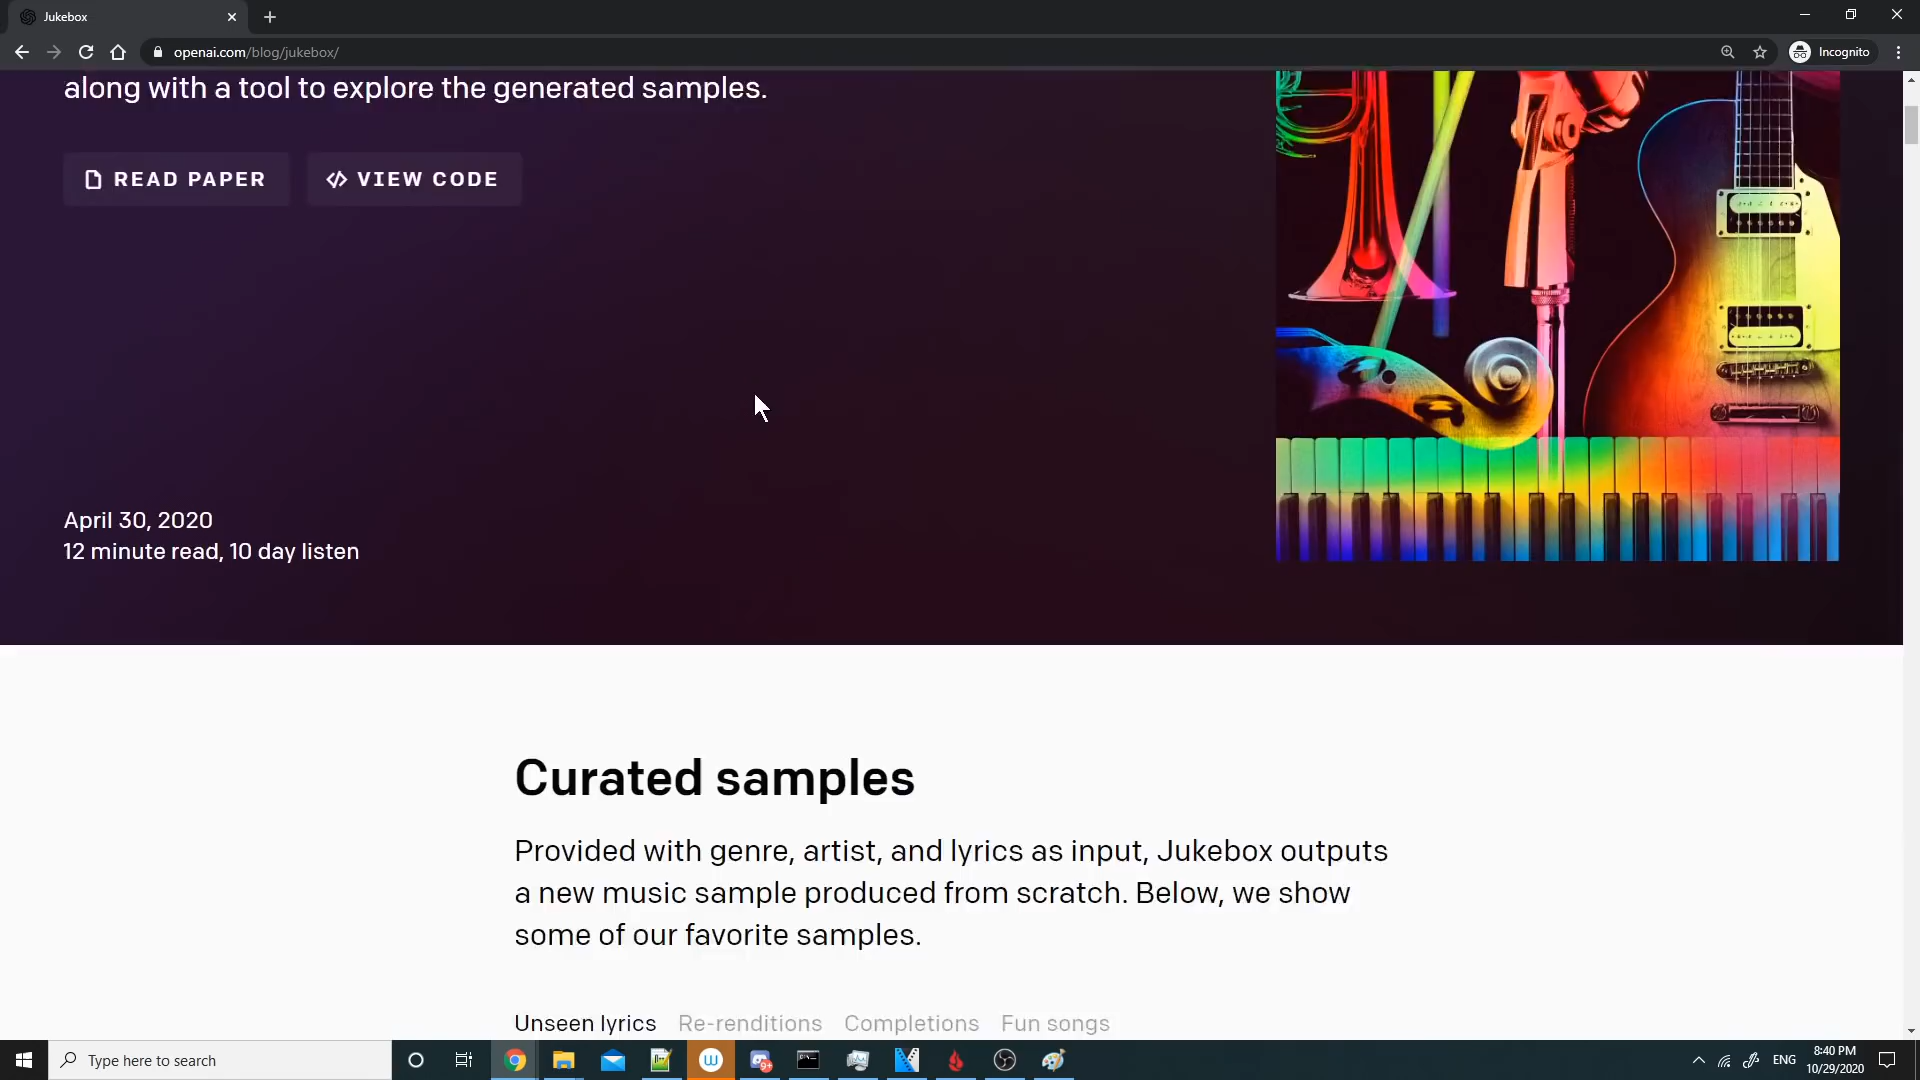 Jukebox
openai.com/blog/jukebox/
Incognito
along with a tool to explore the generated samples.
READ PAPER
VIEW CODE
April 30, 2020
12 minute read, 10 day listen
Curated samples
Provided with genre, artist, and lyrics as input, Jukebox outputs
a new music sample produced from scratch. Below, we show
some of our favorite samples.
Unseen lyrics Re-renditions Completions Fun songs
Type here to search
ENG
8:40 PM
10/29/2020